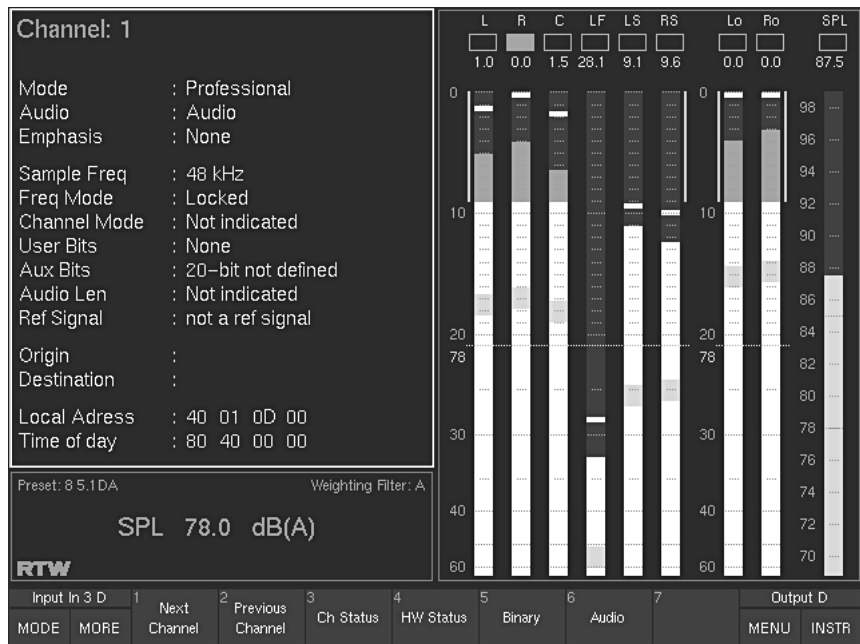 Channel: 1
Mode : Professional
Audio : Audio
Emphasis : None
Sample Freq : 48 kHz
Freq Mode : Locked
Channel Mode : Not indicated
User Bits : None
Aux Bits : 20-bit not defined
Audio Len : Not indicated
Ref Signal : not a ref signal
Origin :
Destination :
Local Adress : 40 01 0D 00
Time of day : 80 40 00 00
Preset: 8 5.1DA Weighting Filter: A
SPL 78.0 dB(A)
RTW
L R C LF LS RS Lo Ro SPL
1.0 0.0 1.5 28.1 9.1 9.6 0.0 0.0 87.5
0 0
98
96
94
92
10 10
90
88
86
84
20 20
78 78
82
80
78
30 30
76
74
40 40
72
70
60 60
Input In 3 D 1 Next Channel 2 Previous Channel 3 Ch Status 4 HW Status 5 Binary 6 Audio 7 Output D
MODE MORE MENU INSTR